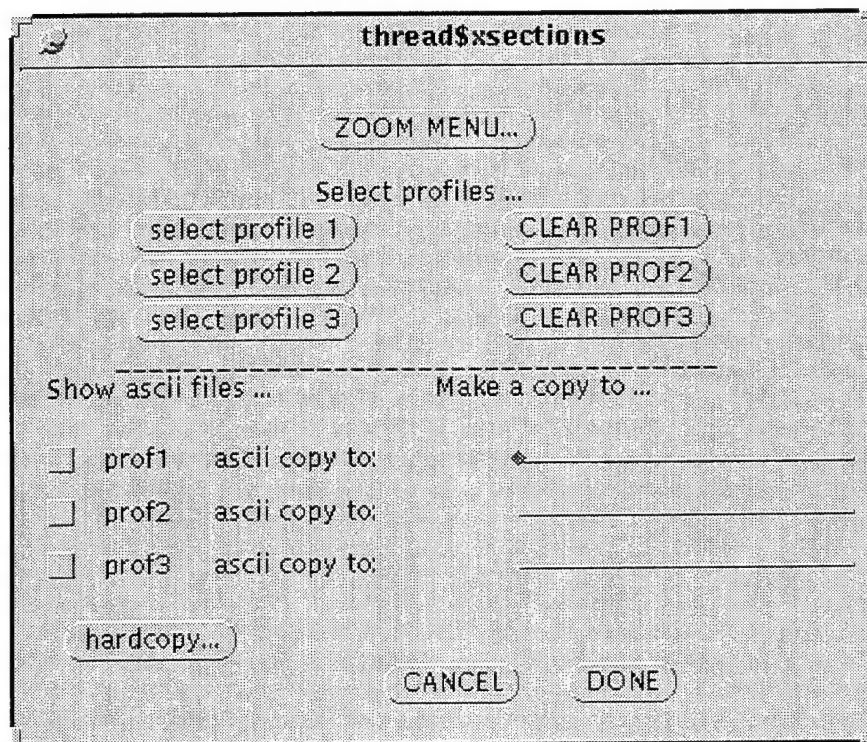 thread$xsections
ZOOM MENU...
Select profiles ...
select profile 1 CLEAR PROF1
select profile 2 CLEAR PROF2
select profile 3 CLEAR PROF3
Show ascii files ... Make a copy to ...
prof1 ascii copy to:
prof2 ascii copy to:
prof3 ascii copy to:
hardcopy...
CANCEL DONE